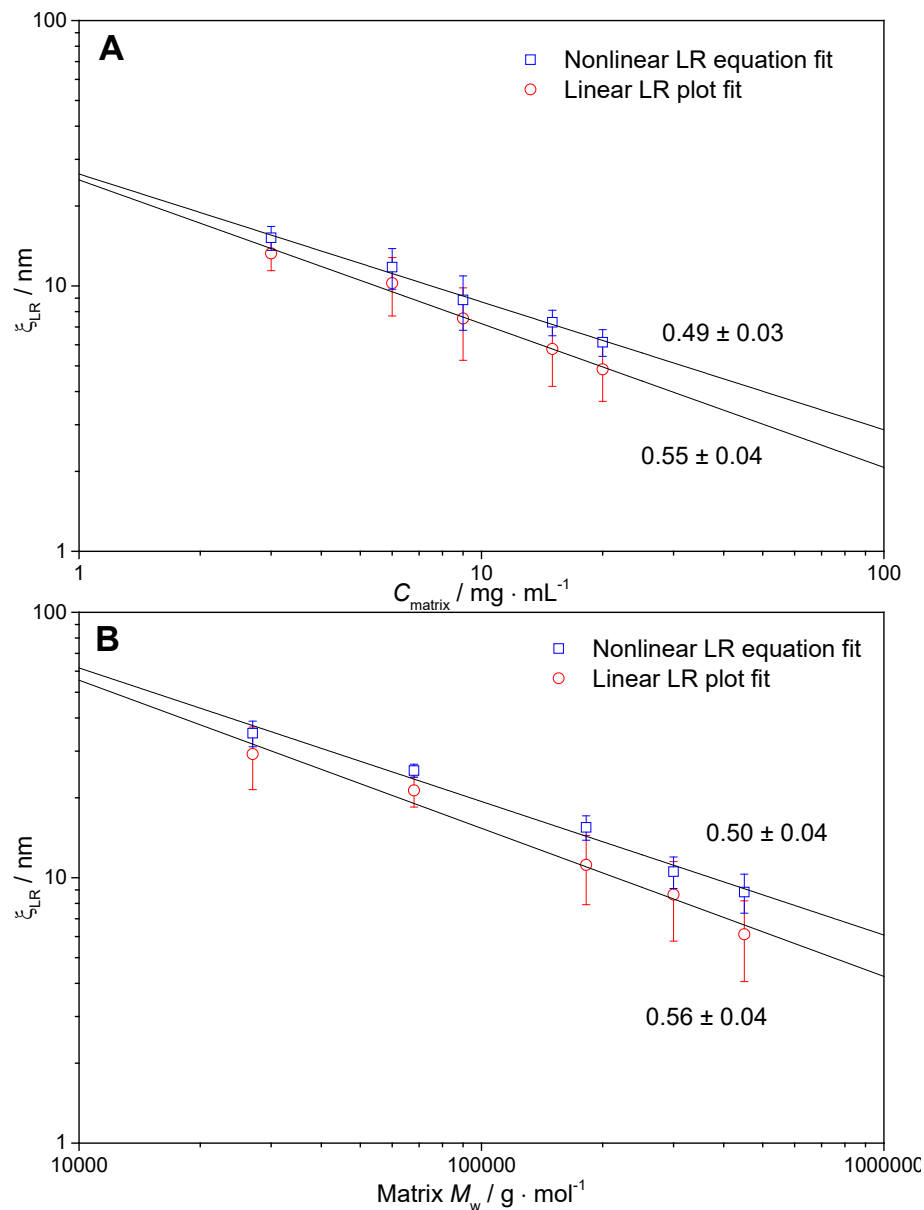 100
A
Nonlinear LR equation fit
Linear LR plot fit
ξLR / nm
10
0.49 ± 0.03
0.55 ± 0.04
1
1 10 100
Cmatrix / mg · mL-1
100
B
Nonlinear LR equation fit
Linear LR plot fit
ξLR / nm
10
0.50 ± 0.04
0.56 ± 0.04
1
10000 100000 1000000
Matrix Mw / g · mol-1